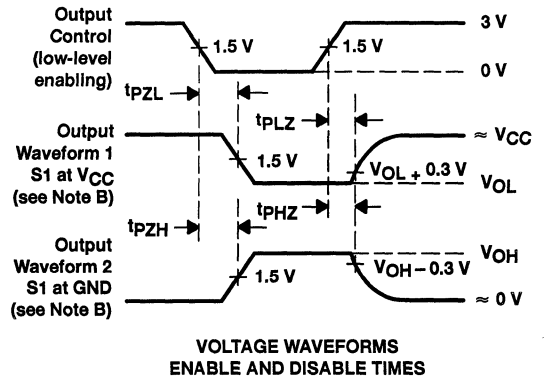 Output
Control
(low-level
enabling)
1.5 V
1.5 V
3 V
0 V
tPZL
tPLZ
Output
Waveform 1
S1 at VCC
(see Note B)
1.5 V
≈ VCC
VOL + 0.3 V
VOL
tPZH
tPHZ
Output
Waveform 2
S1 at GND
(see Note B)
1.5 V
VOH
VOH – 0.3 V
≈ 0 V
VOLTAGE WAVEFORMS
ENABLE AND DISABLE TIMES